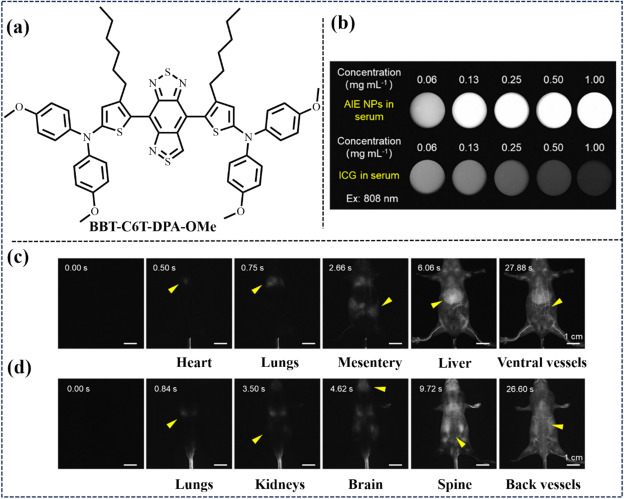 (a)
N S N
O O
S S
N N
N S
O O
BBT-C6T-DPA-OMe
(b)
Concentration
(mg mL-1)
0.06 0.13 0.25 0.50 1.00
AIE NPs in
serum
Concentration
(mg mL-1)
0.06 0.13 0.25 0.50 1.00
ICG in serum
Ex: 808 nm
(c)
0.00 s 0.50 s 0.75 s 2.66 s 6.06 s 27.88 s
1 cm
Heart Lungs Mesentery Liver Ventral vessels
(d)
0.00 s 0.84 s 3.50 s 4.62 s 9.72 s 26.60 s
1 cm
Lungs Kidneys Brain Spine Back vessels